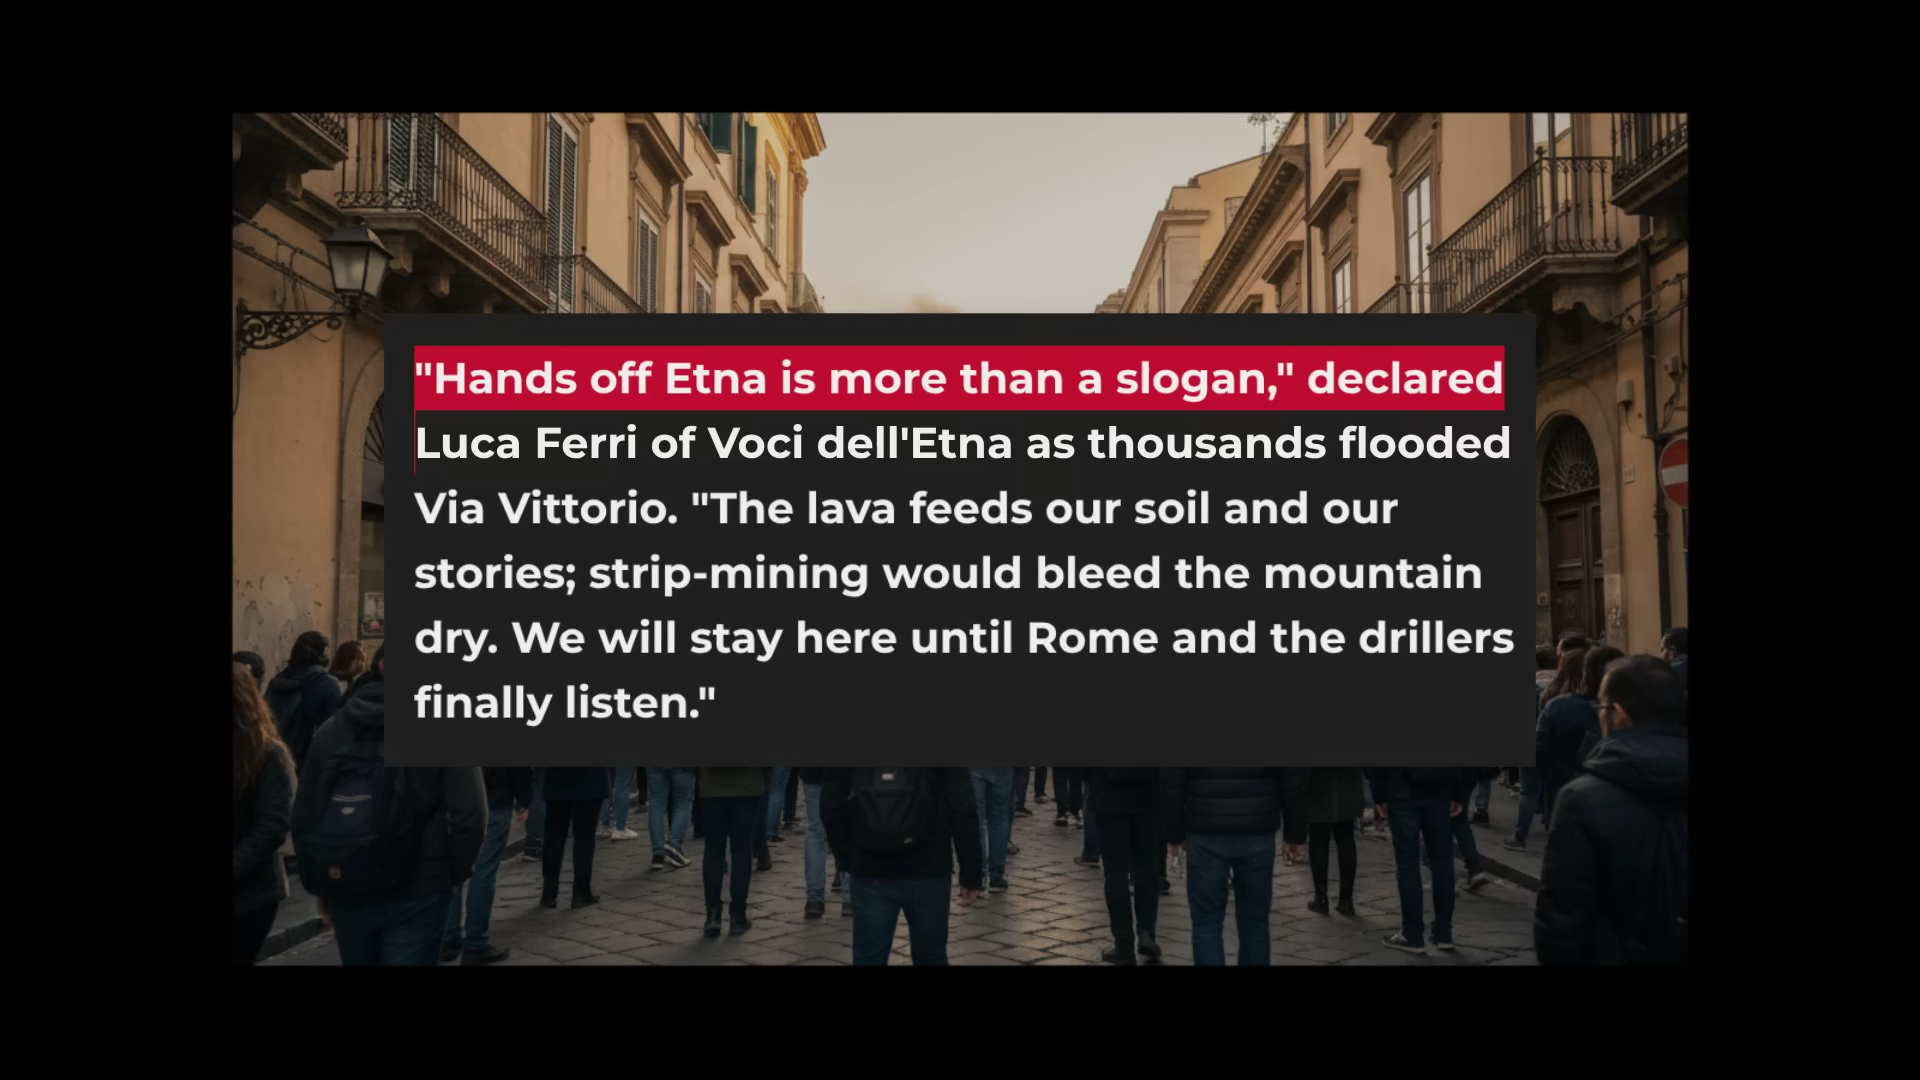 "Hands off Etna is more than a slogan," declared
Luca Ferri of Voci dell'Etna as thousands flooded
Via Vittorio. "The lava feeds our soil and our
stories; strip-mining would bleed the mountain
dry. We will stay here until Rome and the drillers
finally listen."